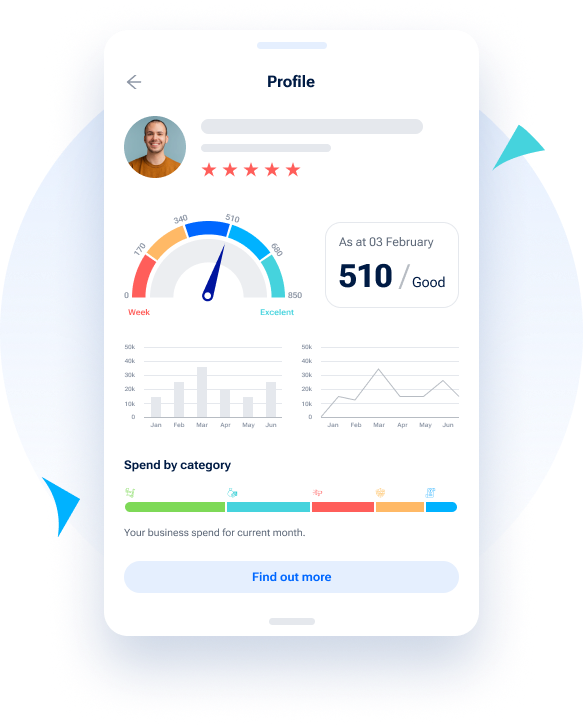 Profile
0
170
340
510
680
850
Week
Excelent
As at 03 February
510 / Good
50k
40k
30k
20k
10k
0
Jan Feb Mar Apr May Jun
50k
40k
30k
20k
10k
0
Jan Feb Mar Apr May Jun
Spend by category
Your business spend for current month.
Find out more